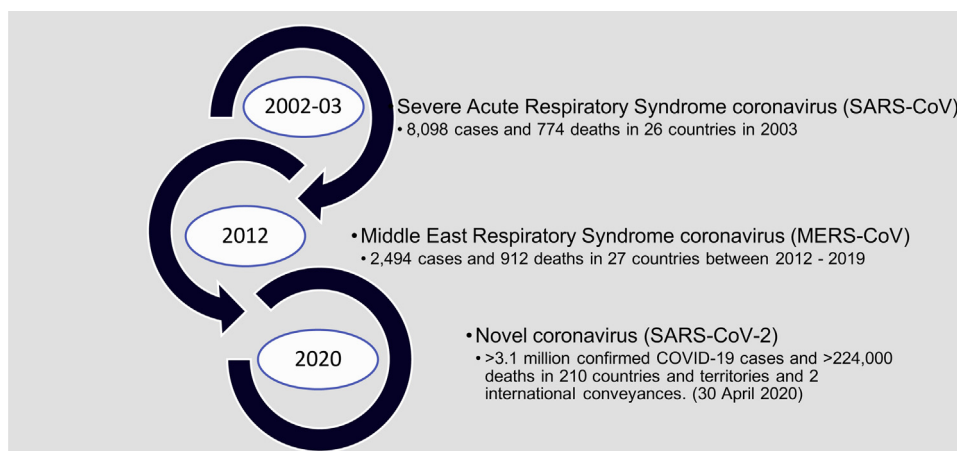 2002-03
•Severe Acute Respiratory Syndrome coronavirus (SARS-CoV)
• 8,098 cases and 774 deaths in 26 countries in 2003
2012
•Middle East Respiratory Syndrome coronavirus (MERS-CoV)
• 2,494 cases and 912 deaths in 27 countries between 2012 - 2019
2020
•Novel coronavirus (SARS-CoV-2)
• >3.1 million confirmed COVID-19 cases and >224,000
deaths in 210 countries and territories and 2
international conveyances. (30 April 2020)